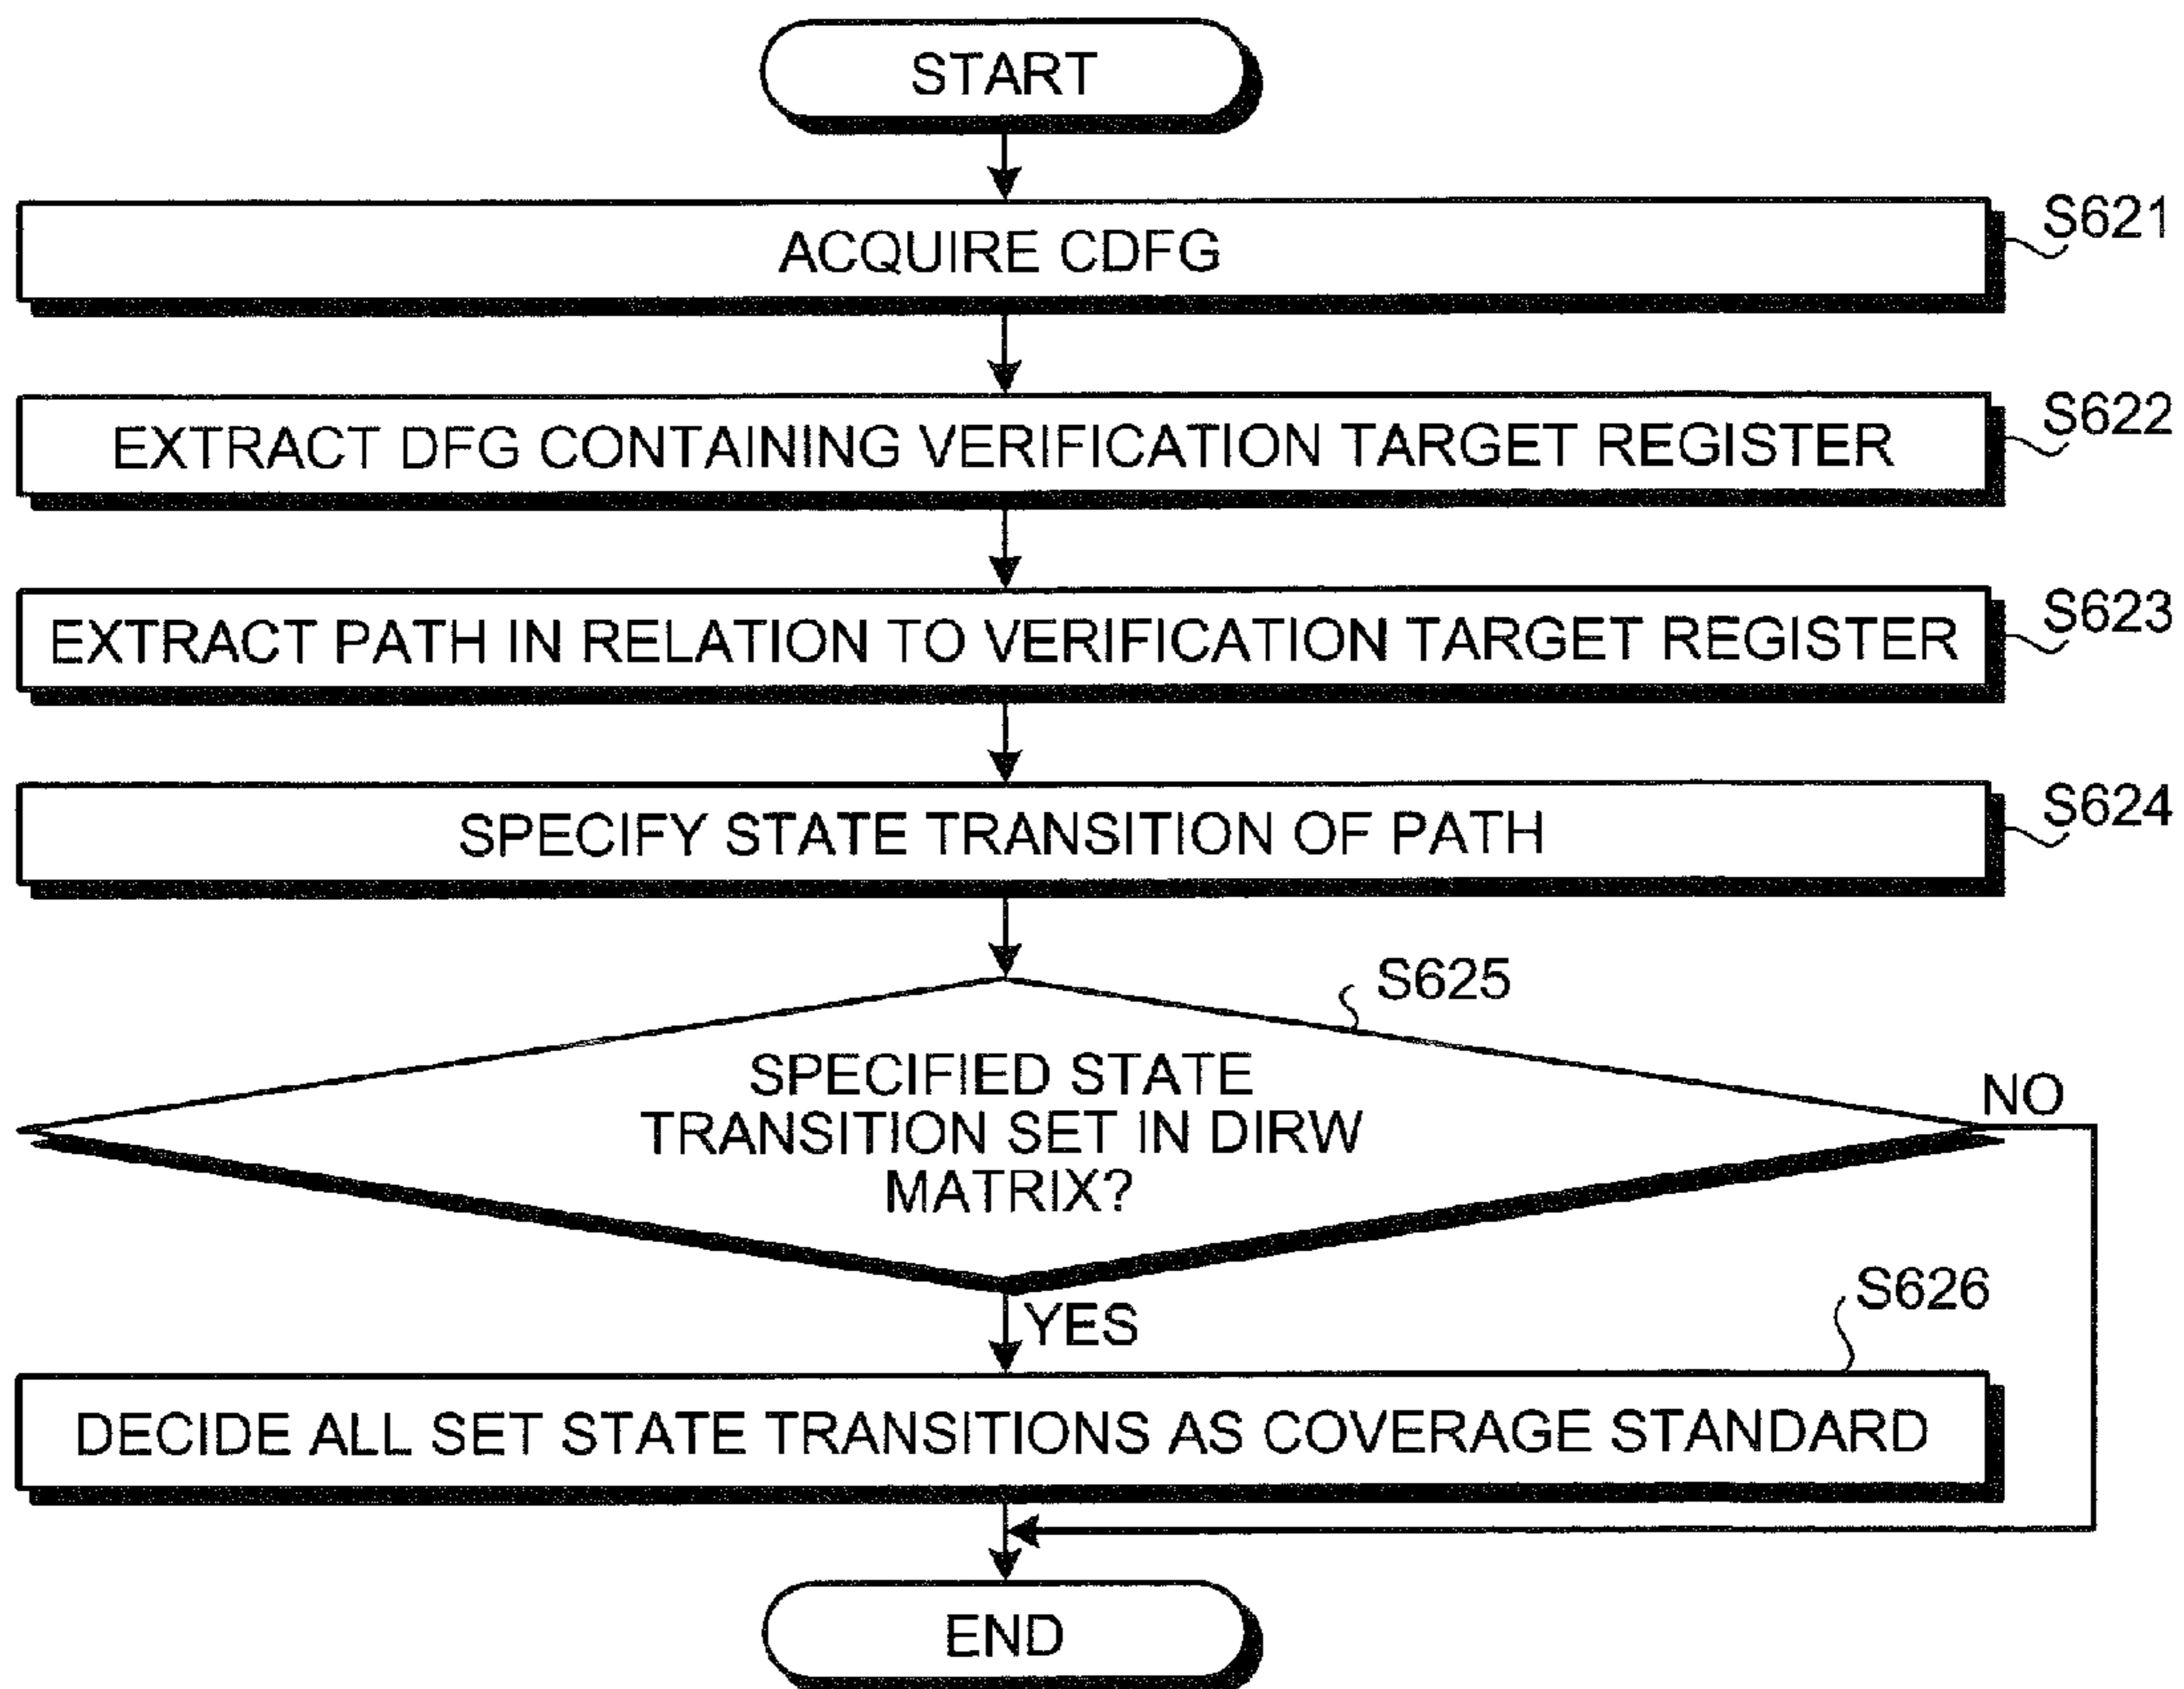 START
ACQUIRE CDFG
S621
EXTRACT DFG CONTAINING VERIFICATION TARGET REGISTER
S622
EXTRACT PATH IN RELATION TO VERIFICATION TARGET REGISTER
S623
SPECIFY STATE TRANSITION OF PATH
S624
S625
SPECIFIED STATE
TRANSITION SET IN DIRW
MATRIX?
NO
YES
S626
DECIDE ALL SET STATE TRANSITIONS AS COVERAGE STANDARD
END